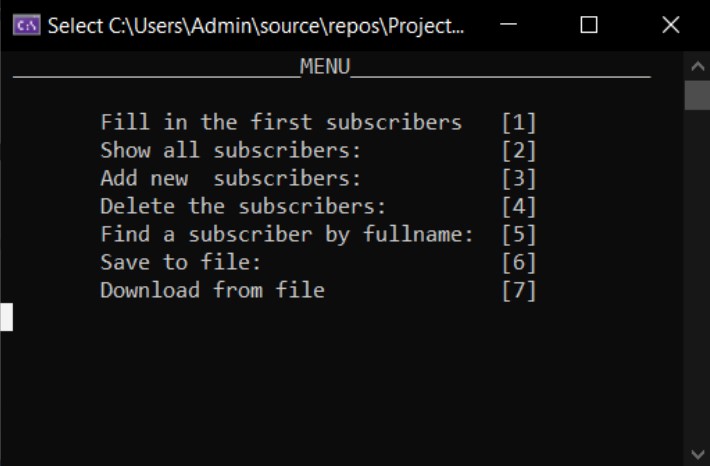 C:\ Select C:\Users\Admin\source\repos\Project...
_______________________MENU________________________
Fill in the first subscribers [1]
Show all subscribers: [2]
Add new  subscribers: [3]
Delete the subscribers: [4]
Find a subscriber by fullname: [5]
Save to file: [6]
Download from file [7]